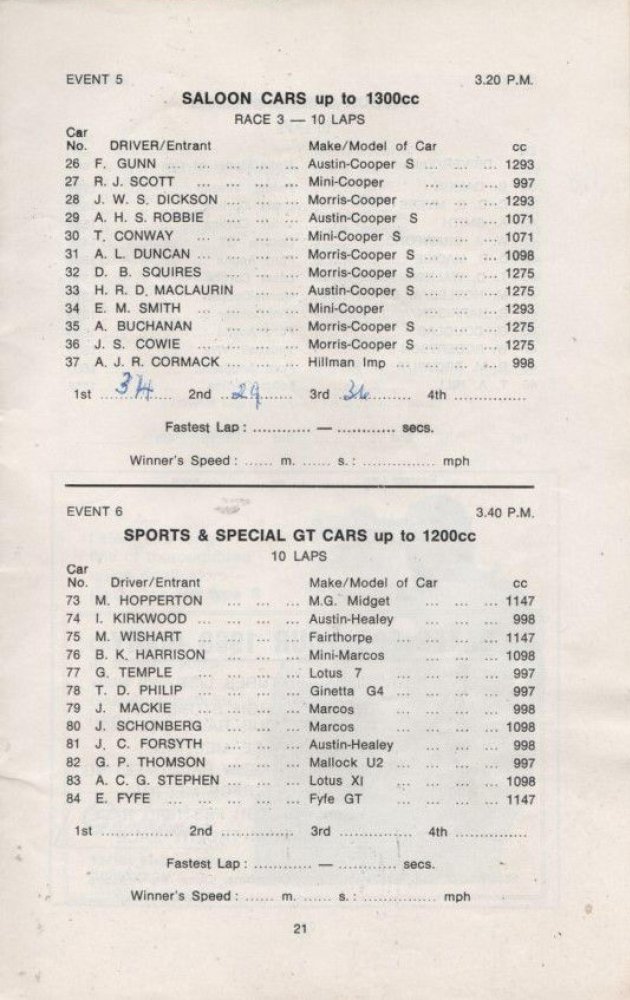 EVENT 5 3.20 P.M.
SALOON CARS up to 1300cc
RACE 3 — 10 LAPS
Car
No. DRIVER/Entrant Make/Model of Car cc
26 F. GUNN ... ... ... ... Austin-Cooper S ... ... ... 1293
27 R. J. SCOTT ... ... ... ... Mini-Cooper ... ... ... 997
28 J. W. S. DICKSON ... ... ... Morris-Cooper ... ... ... 1293
29 A. H. S. ROBBIE ... ... ... Austin-Cooper S ... ... 1071
30 T. CONWAY ... ... ... ... Mini-Cooper S ... ... ... 1071
31 A. L. DUNCAN ... ... ... ... Morris-Cooper S ... ... ... 1098
32 D. B. SQUIRES ... ... ... Morris-Cooper S ... ... ... 1275
33 H. R. D. MACLAURIN ... ... Austin-Cooper S ... ... ... 1275
34 E. M. SMITH ... ... ... ... Mini-Cooper ... ... ... 1293
35 A. BUCHANAN ... ... ... Morris-Cooper S ... ... ... 1275
36 J. S. COWIE ... ... ... ... Morris-Cooper S ... ... ... 1275
37 A. J. R. CORMACK ... ... ... Hillman Imp ... ... ... ... 998
1st 34 2nd 29 3rd 36 4th ...............
Fastest Lap : ............ — ............ secs.
Winner's Speed : ...... m. ...... s. : ............... mph
EVENT 6 3.40 P.M.
SPORTS & SPECIAL GT CARS up to 1200cc
10 LAPS
Car
No. Driver/Entrant Make/Model of Car cc
73 M. HOPPERTON ... ... ... M.G. Midget ... ... ... 1147
74 I. KIRKWOOD ... ... ... ... Austin-Healey ... ... ... 998
75 M. WISHART ... ... ... ... Fairthorpe ... ... ... ... 1147
76 B. K. HARRISON ... ... ... Mini-Marcos ... ... ... 1098
77 G. TEMPLE ... ... ... ... Lotus 7 ... ... ... ... 997
78 T. D. PHILIP ... ... ... ... Ginetta G4 ... ... ... ... 997
79 J. MACKIE ... ... ... ... Marcos ... ... ... ... 998
80 J. SCHONBERG ... ... ... Marcos ... ... ... ... 1098
81 J. C. FORSYTH ... ... ... Austin-Healey ... ... ... 998
82 G. P. THOMSON ... ... ... Mallock U2 ... ... ... ... 997
83 A. C. G. STEPHEN ... ... ... Lotus XI ... ... ... ... 1098
84 E. FYFE ... ... ... ... ... Fyfe GT ... ... ... ... 1147
1st ............... 2nd ............... 3rd ............... 4th ...............
Fastest Lap : ............ — ............ secs.
Winner's Speed : ...... m. ...... s. : ............... mph
21